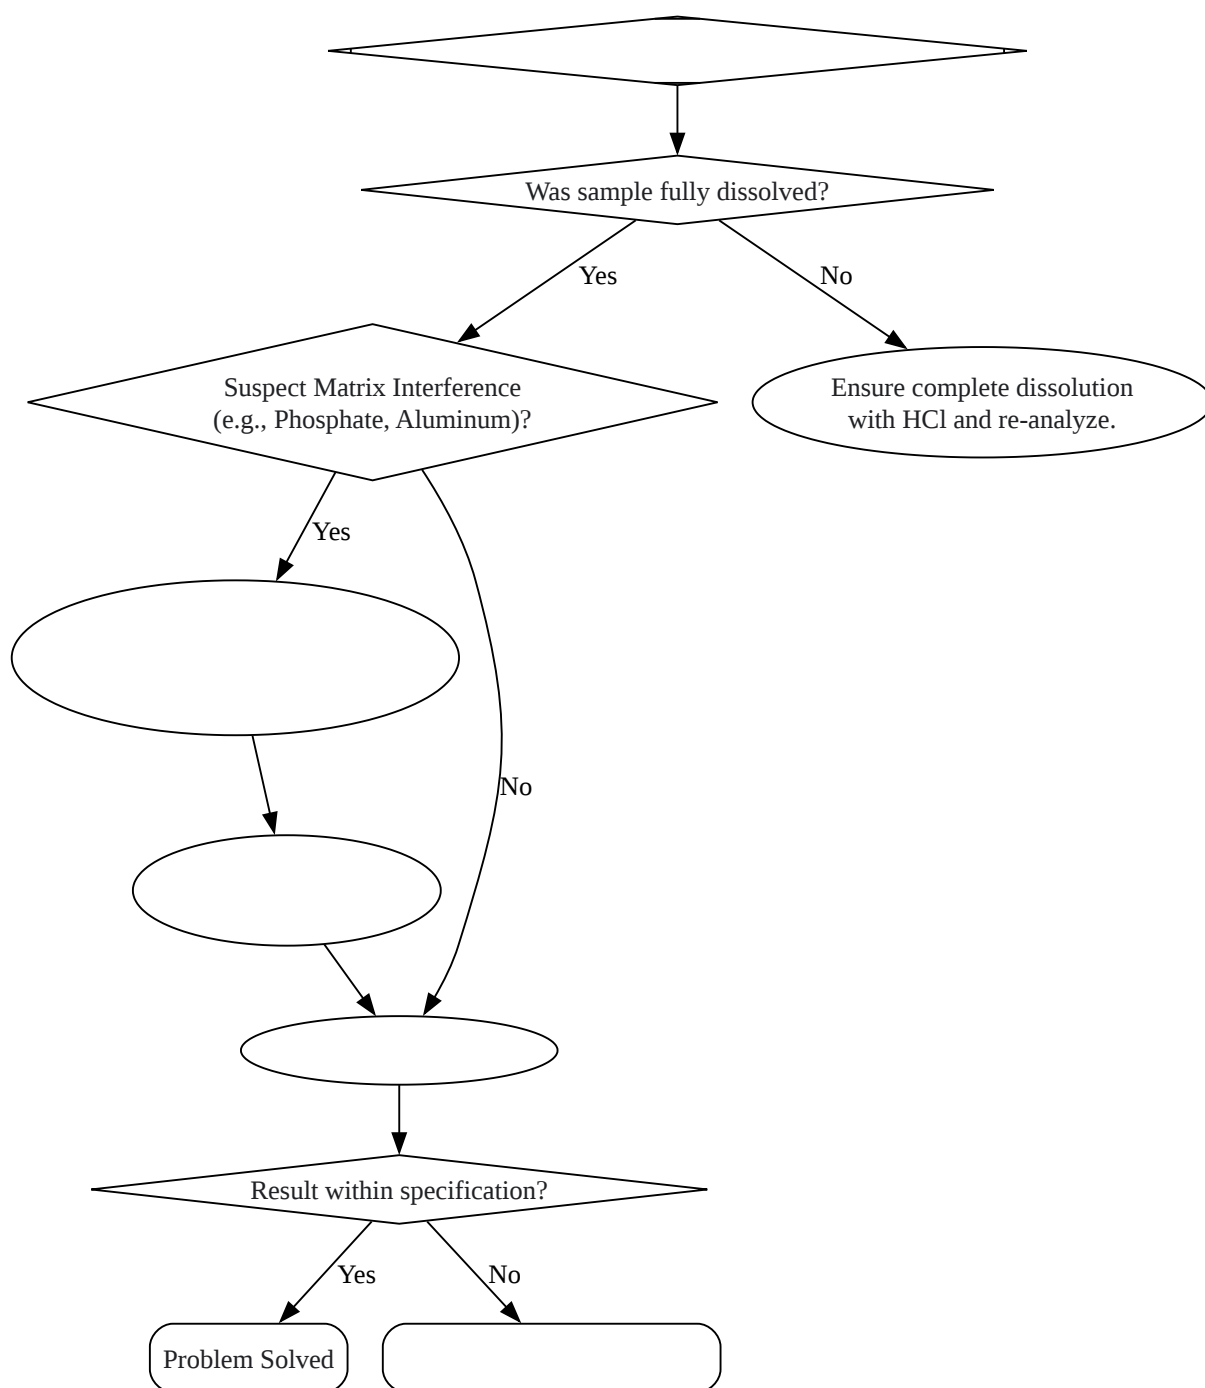 Was sample fully dissolved?
Yes
No
Suspect Matrix Interference
(e.g., Phosphate, Aluminum)?
Ensure complete dissolution
with HCl and re-analyze.
Yes
No
Result within specification?
Yes
No
Problem Solved